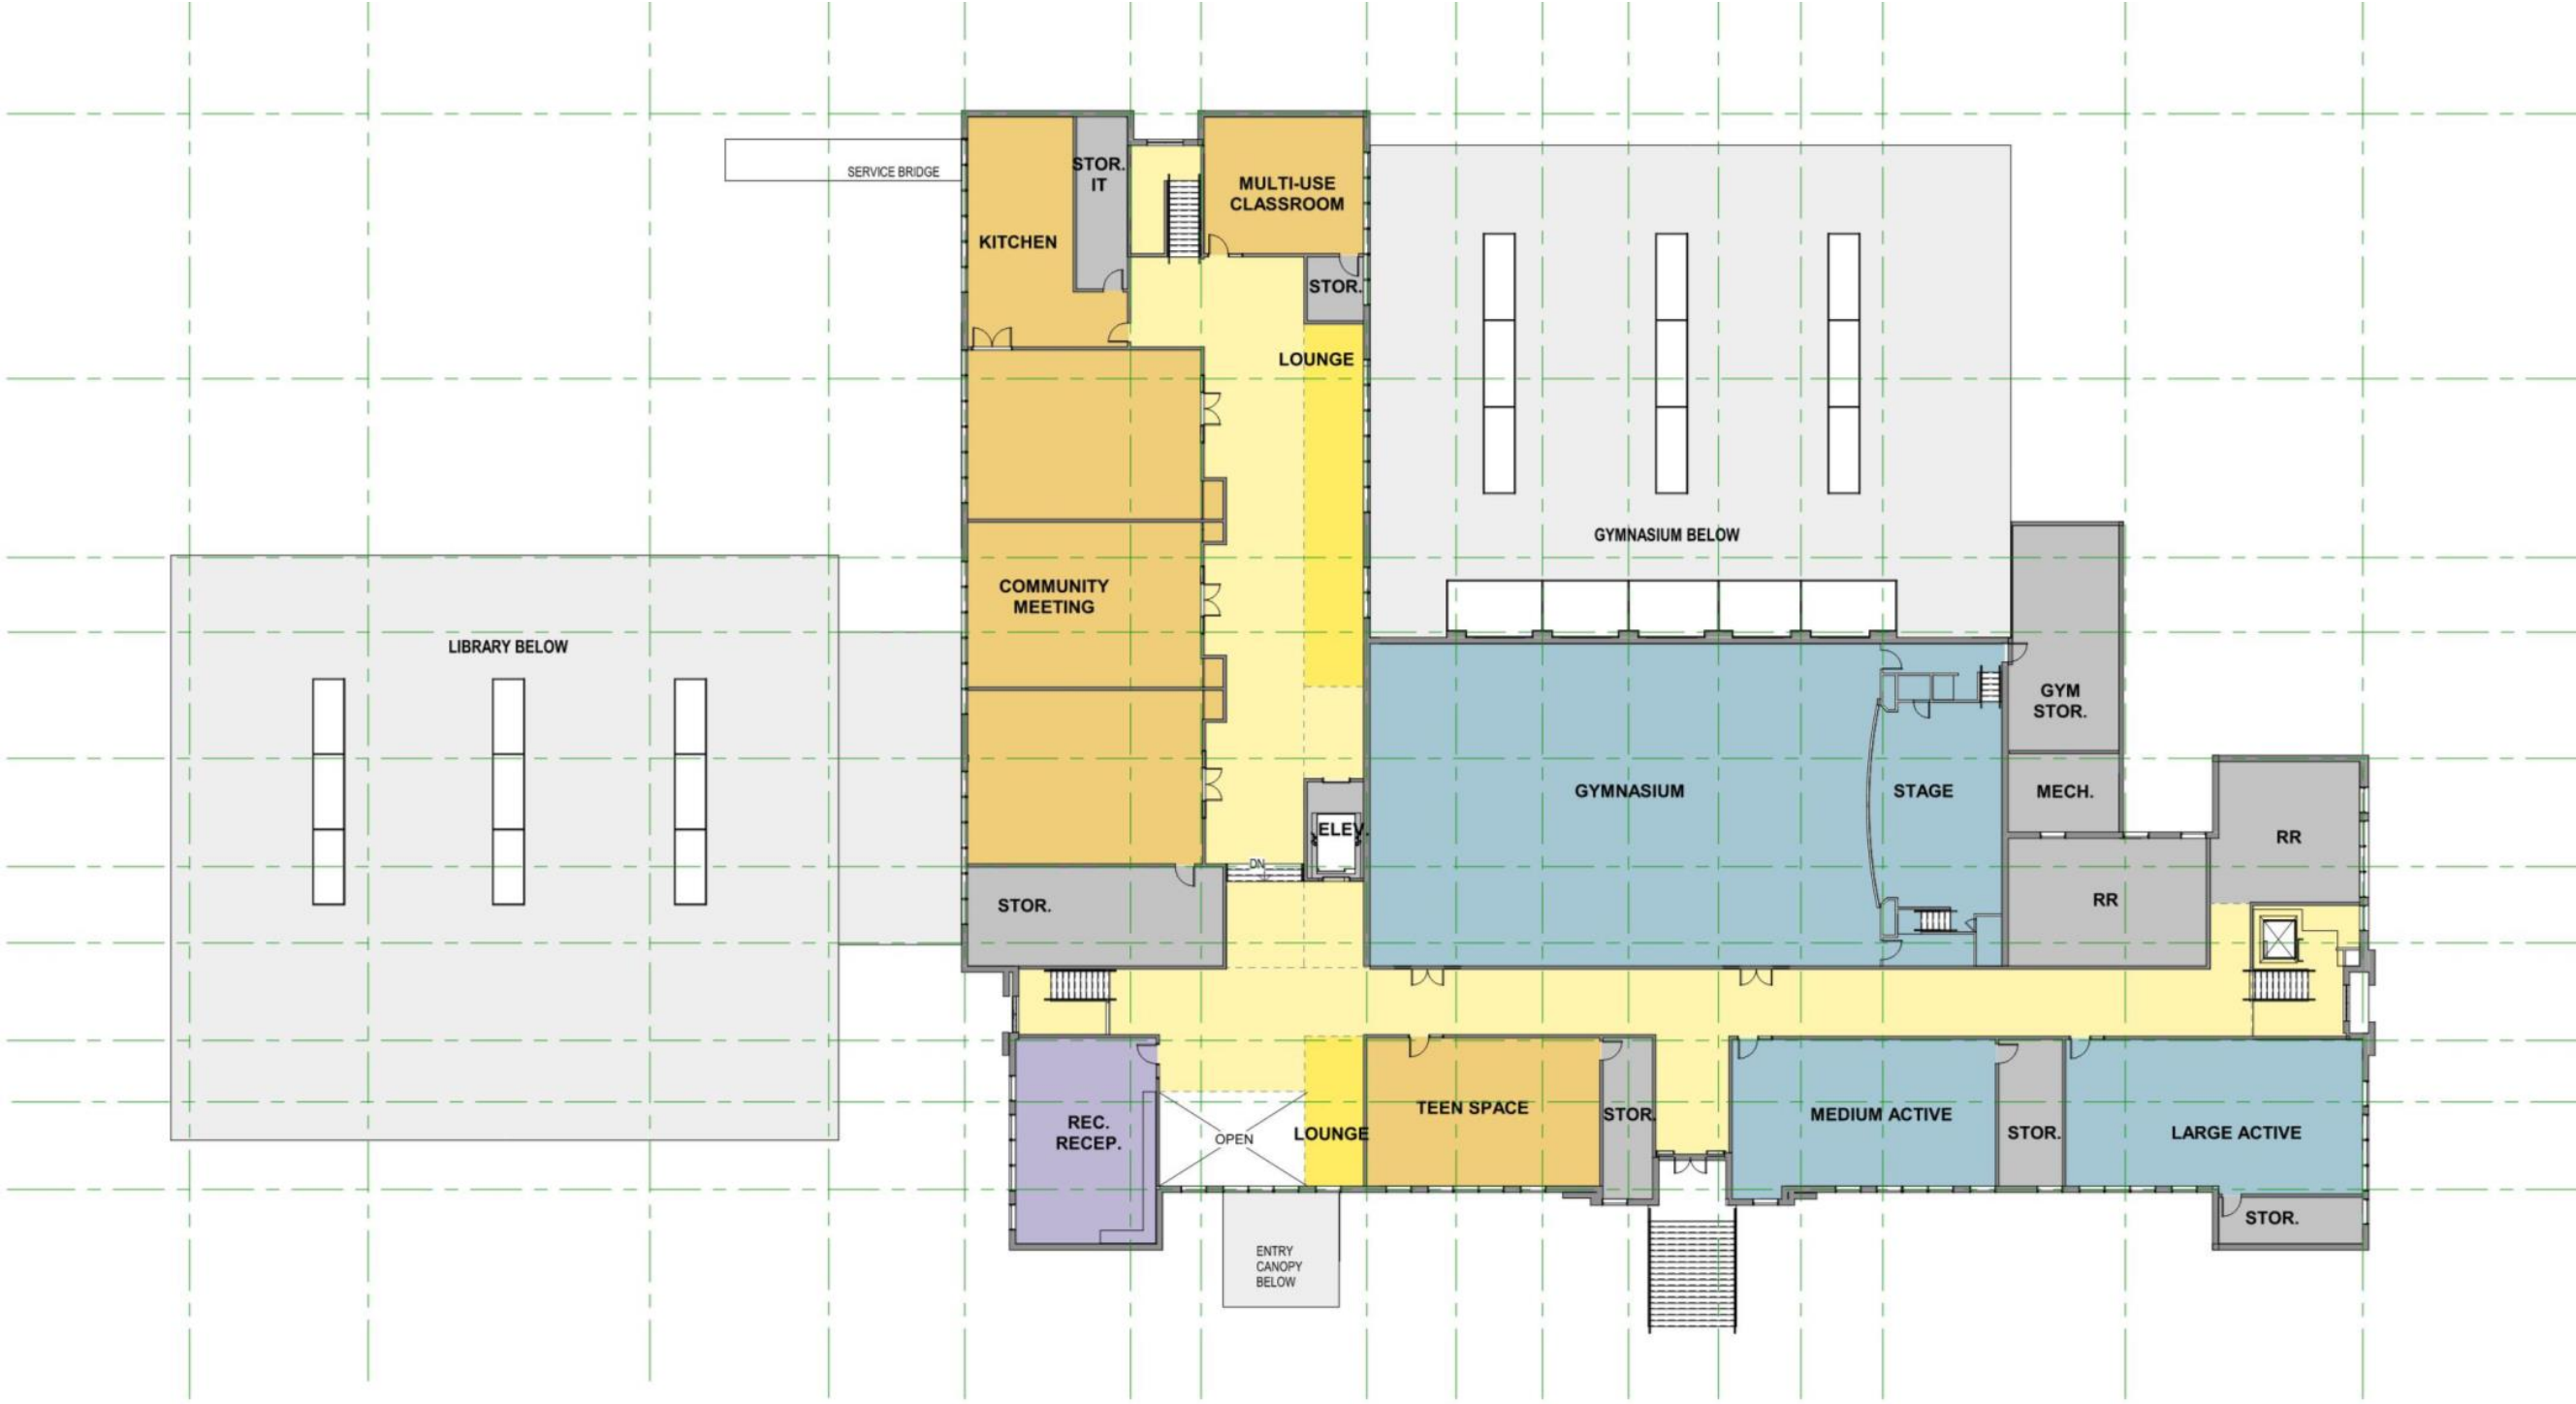 SERVICE BRIDGE
KITCHEN
STOR.
IT
MULTI-USE
CLASSROOM
STOR.
LOUNGE
GYMNASIUM BELOW
COMMUNITY
MEETING
LIBRARY BELOW
GYM
STOR.
GYMNASIUM
STAGE
MECH.
ELEV.
RR
DN
STOR.
RR
REC.
RECEP.
OPEN
LOUNGE
TEEN SPACE
STOR.
MEDIUM ACTIVE
STOR.
LARGE ACTIVE
STOR.
ENTRY
CANOPY
BELOW